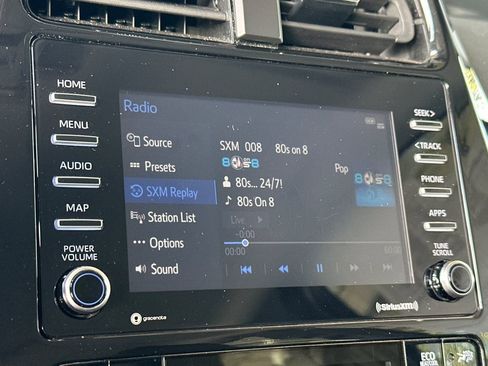 HOME
MENU
AUDIO
MAP
POWER
VOLUME
Radio
Source
Presets
SXM Replay
Station List
Options
Sound
SXM 008 80s on 8
Pop
80s... 24/7!
80s On 8
Live
-0:00
00:00
60:00
SEEK>
<TRACK
PHONE
APPS
TUNE
SCROLL
gracenote
((SiriusXM))
ECO